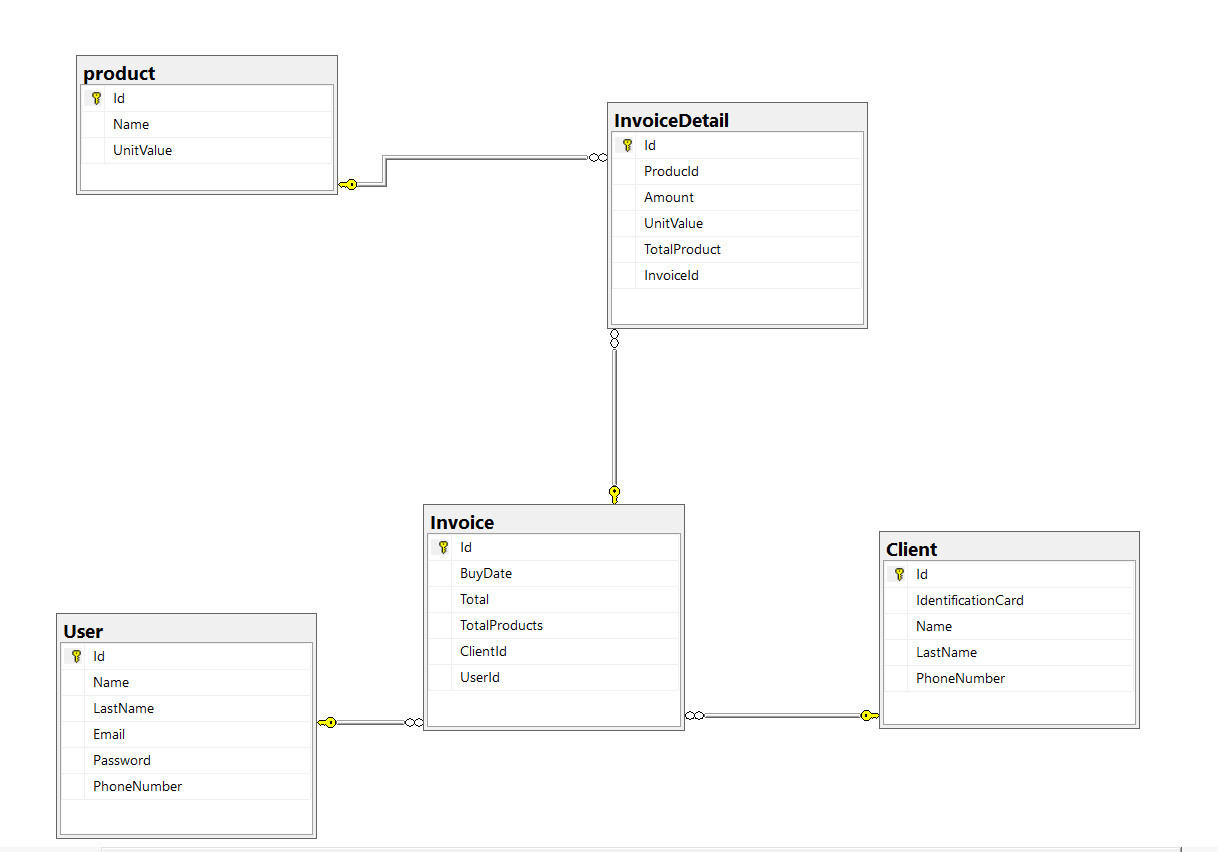 product
Id
Name
UnitValue
InvoiceDetail
Id
ProducId
Amount
UnitValue
TotalProduct
InvoiceId
Invoice
Id
BuyDate
Total
TotalProducts
ClientId
UserId
Client
Id
IdentificationCard
Name
LastName
PhoneNumber
User
Id
Name
LastName
Email
Password
PhoneNumber